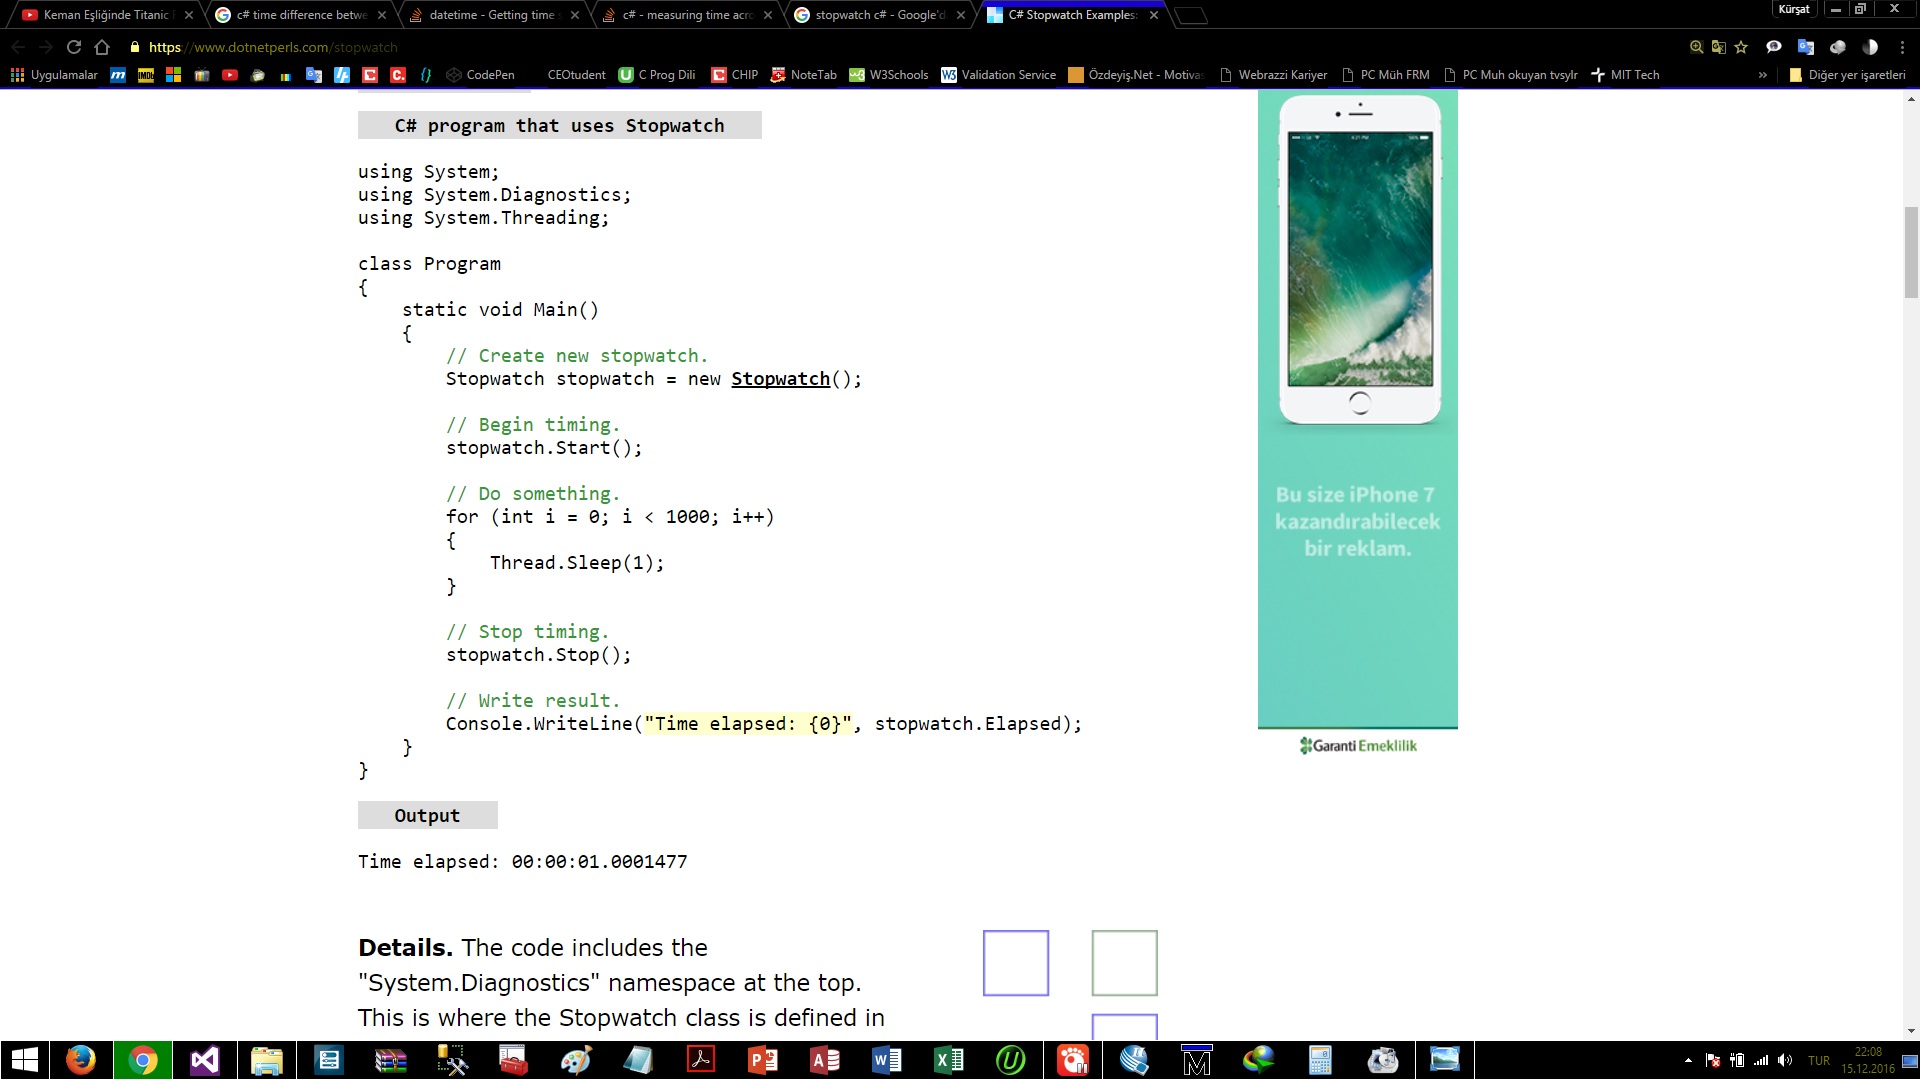 Keman Eşliğinde Titanic
c# time difference betwe
datetime - Getting time
c# - measuring time acro
stopwatch c# - Google'd
C# Stopwatch Examples:
Kürşat
https://www.dotnetperls.com/stopwatch
Uygulamalar
IMDb
CodePen
CEOtudent
C Prog Dili
CHIP
NoteTab
W3Schools
Validation Service
Özdeyiş.Net - Motivas
Webrazzi Kariyer
PC Müh FRM
PC Muh okuyan tvsylr
MIT Tech
»
Diğer yer işaretleri
C# program that uses Stopwatch
using System;
using System.Diagnostics;
using System.Threading;
class Program
{
static void Main()
{
// Create new stopwatch.
Stopwatch stopwatch = new Stopwatch();
// Begin timing.
stopwatch.Start();
// Do something.
for (int i = 0; i < 1000; i++)
{
Thread.Sleep(1);
}
// Stop timing.
stopwatch.Stop();
// Write result.
Console.WriteLine("Time elapsed: {0}", stopwatch.Elapsed);
}
}
Output
Time elapsed: 00:00:01.0001477
Details. The code includes the
"System.Diagnostics" namespace at the top.
This is where the Stopwatch class is defined in
Bu size iPhone 7
kazandırabilecek
bir reklam.
Garanti Emeklilik
TUR
22:08
15.12.2016